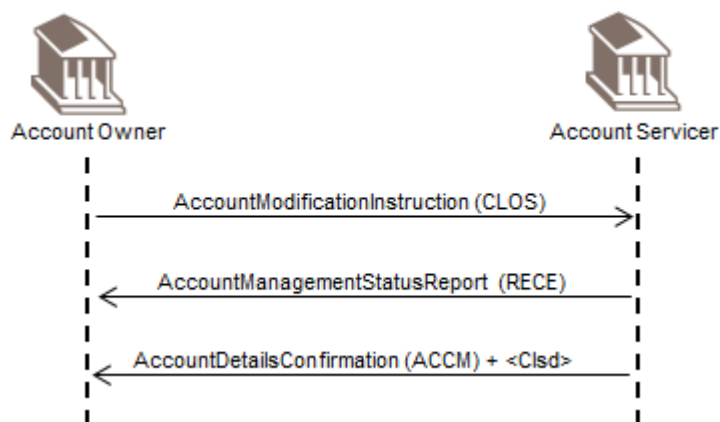 Account Owner
Account Servicer
AccountModificationInstruction (CLOS)
AccountManagementStatusReport (RECE)
AccountDetailsConfirmation (ACCM) + <Clsd>